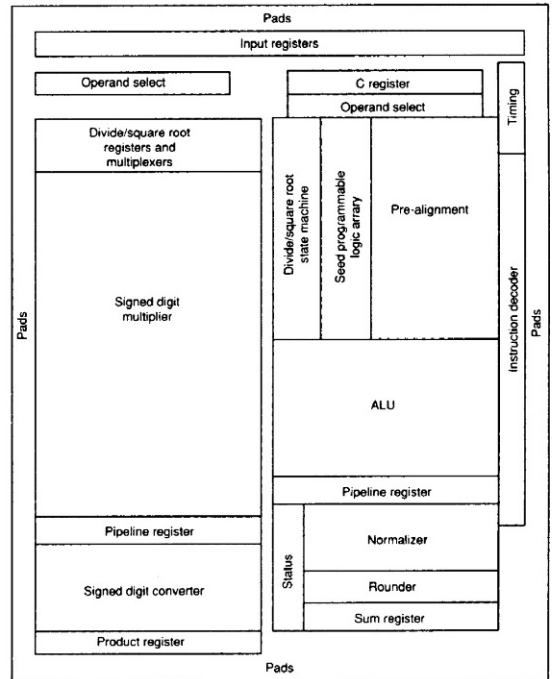 Pads
Input registers
Operand select
C register
Operand select
Timing
Divide/square root
registers and
multiplexers
Divide/square root
state machine
Seed programmable
logic arrary
Pre-alignment
Instruction decoder
Pads
Pads
Signed digit
multiplier
ALU
Pipeline register
Pipeline register
Status
Normalizer
Signed digit converter
Rounder
Sum register
Product register
Pads